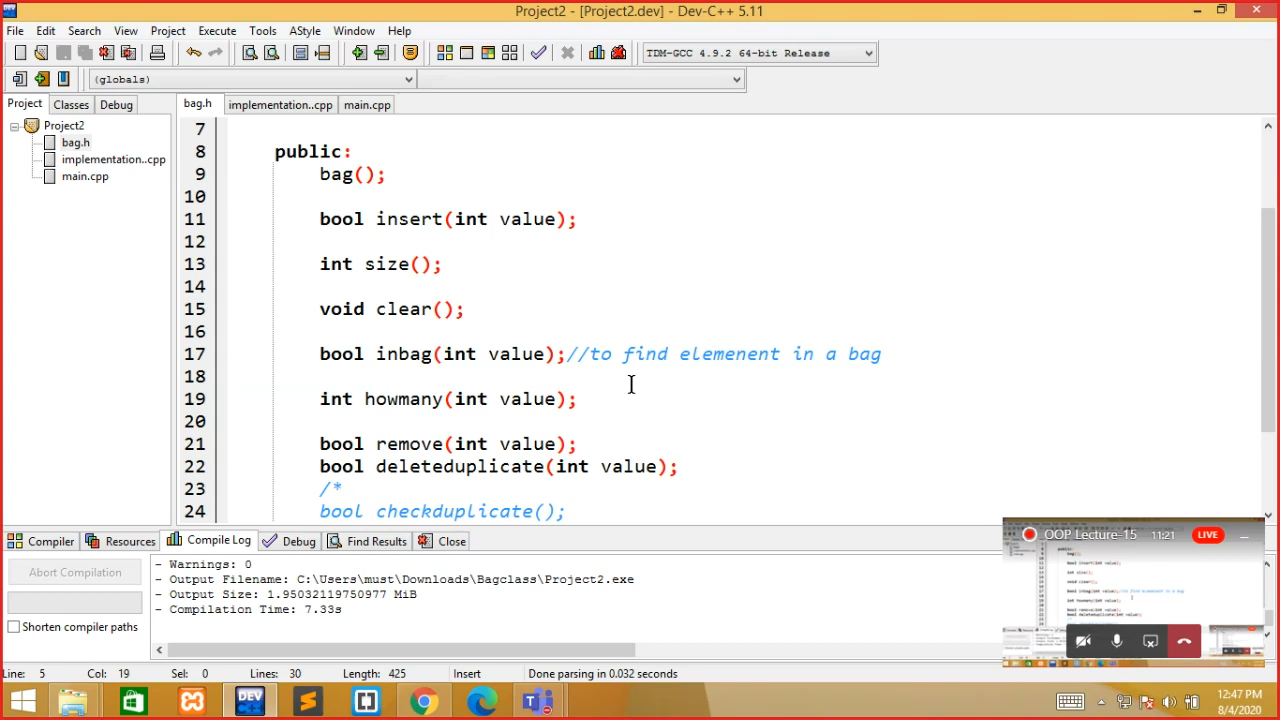 Project2 - [Project2.dev] - Dev-C++ 5.11
File Edit Search View Project Execute Tools AStyle Window Help
TDM-GCC 4.9.2 64-bit Release
(globals)
Project Classes Debug
bag.h implementation..cpp main.cpp
Project2
bag.h
implementation..cpp
main.cpp
7
8 public:
9 bag();
10
11 bool insert(int value);
12
13 int size();
14
15 void clear();
16
17 bool inbag(int value);//to find elemenent in a bag
18
19 int howmany(int value);
20
21 bool remove(int value);
22 bool deleteduplicate(int value);
23 /*
24 bool checkduplicate();
Compiler Resources Compile Log Debug Find Results Close
Abort Compilation
Shorten compiler paths
- Warnings: 0
- Output Filename: C:\Users\must\Downloads\Bagclass\Project2.exe
- Output Size: 1.95032119750977 MiB
- Compilation Time: 7.33s
OOP Lecture-15 11:21 LIVE
Line: 5 Col: 19 Sel: 0 Lines: 30 Length: 425 Insert Done parsing in 0.032 seconds
DEV
12:47 PM
8/4/2020